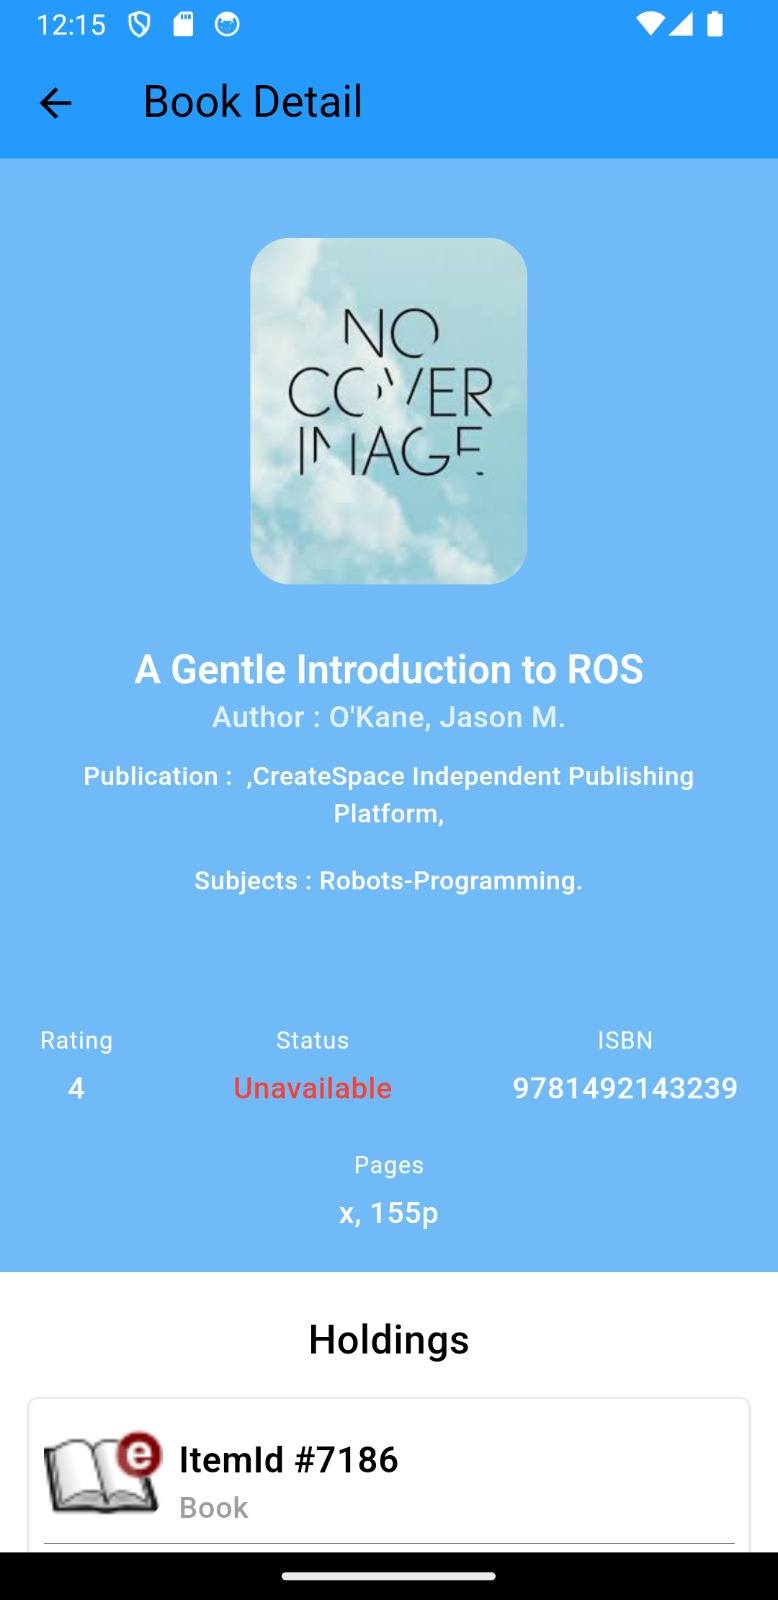 12:15
Book Detail
NO
COVER
IMAGE
A Gentle Introduction to ROS
Author : O'Kane, Jason M.
Publication :  ,CreateSpace Independent Publishing
Platform,
Subjects : Robots-Programming.
Rating
Status
ISBN
4
Unavailable
9781492143239
Pages
x, 155p
Holdings
e
ItemId #7186
Book